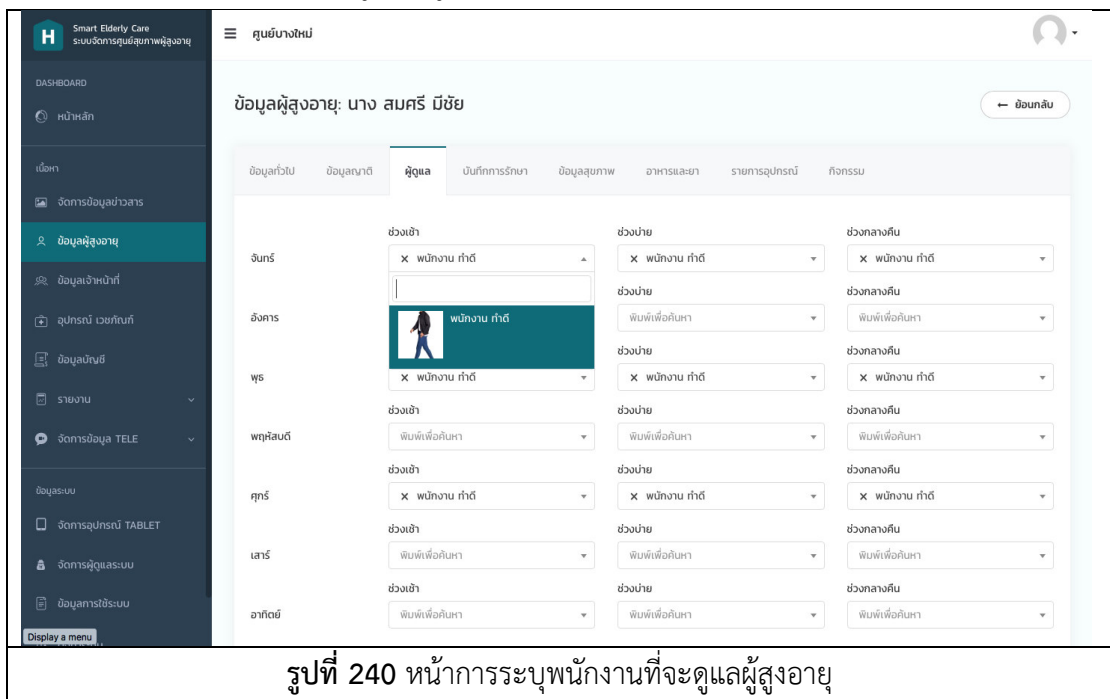 H
Smart Elderly Care
ระบบจัดการศูนย์สุขภาพผู้สูงอายุ
ศูนย์บางใหม่
DASHBOARD
หน้าหลัก
เนื้อหา
จัดการข้อมูลข่าวสาร
ข้อมูลผู้สูงอายุ
ข้อมูลเจ้าหน้าที่
อุปกรณ์ เวชภัณฑ์
ข้อมูลบัญชี
รายงาน
จัดการข้อมูล TELE
ข้อมูลระบบ
จัดการอุปกรณ์ TABLET
จัดการผู้ดูแลระบบ
ข้อมูลการใช้ระบบ
Display a menu
ข้อมูลผู้สูงอายุ: นาง สมศรี มีชัย
← ย้อนกลับ
ข้อมูลทั่วไป ข้อมูลญาติ ผู้ดูแล บันทึกการรักษา ข้อมูลสุขภาพ อาหารและยา รายการอุปกรณ์ กิจกรรม
ช่วงเช้า ช่วงบ่าย ช่วงกลางคืน
จันทร์ × พนักงาน ทำดี × พนักงาน ทำดี × พนักงาน ทำดี
ช่วงบ่าย ช่วงกลางคืน
อังคาร พนักงาน ทำดี พิมพ์เพื่อค้นหา พิมพ์เพื่อค้นหา
ช่วงบ่าย ช่วงกลางคืน
พุธ × พนักงาน ทำดี × พนักงาน ทำดี × พนักงาน ทำดี
ช่วงเช้า ช่วงบ่าย ช่วงกลางคืน
พฤหัสบดี พิมพ์เพื่อค้นหา พิมพ์เพื่อค้นหา พิมพ์เพื่อค้นหา
ช่วงเช้า ช่วงบ่าย ช่วงกลางคืน
ศุกร์ × พนักงาน ทำดี × พนักงาน ทำดี × พนักงาน ทำดี
ช่วงเช้า ช่วงบ่าย ช่วงกลางคืน
เสาร์ พิมพ์เพื่อค้นหา พิมพ์เพื่อค้นหา พิมพ์เพื่อค้นหา
ช่วงเช้า ช่วงบ่าย ช่วงกลางคืน
อาทิตย์ พิมพ์เพื่อค้นหา พิมพ์เพื่อค้นหา พิมพ์เพื่อค้นหา
รูปที่ 240 หน้าการระบุพนักงานที่จะดูแลผู้สูงอายุ